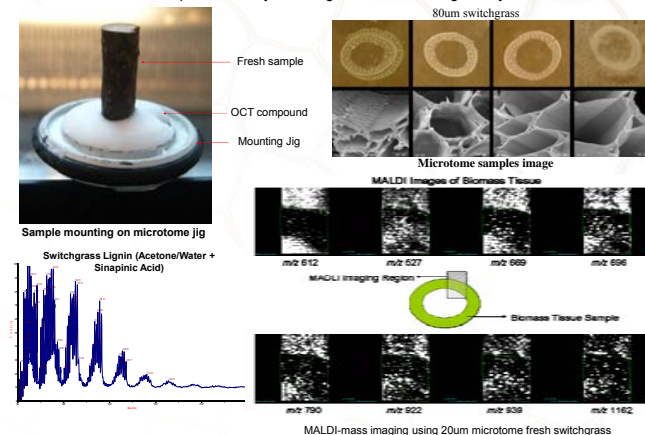 80um switchgrass
Fresh sample
OCT compound
Mounting Jig
Sample mounting on microtome jig
Microtome samples image
MALDI Images of Biomass Tissue
m/z 612
m/z 527
m/z 669
m/z 696
Switchgrass Lignin (Acetone/Water +
Sinapinic Acid)
MADLI Imaging Region
Biomass Tissue Sample
m/z 790
m/z 922
m/z 939
m/z 1162
MALDI-mass imaging using 20um microtome fresh switchgrass